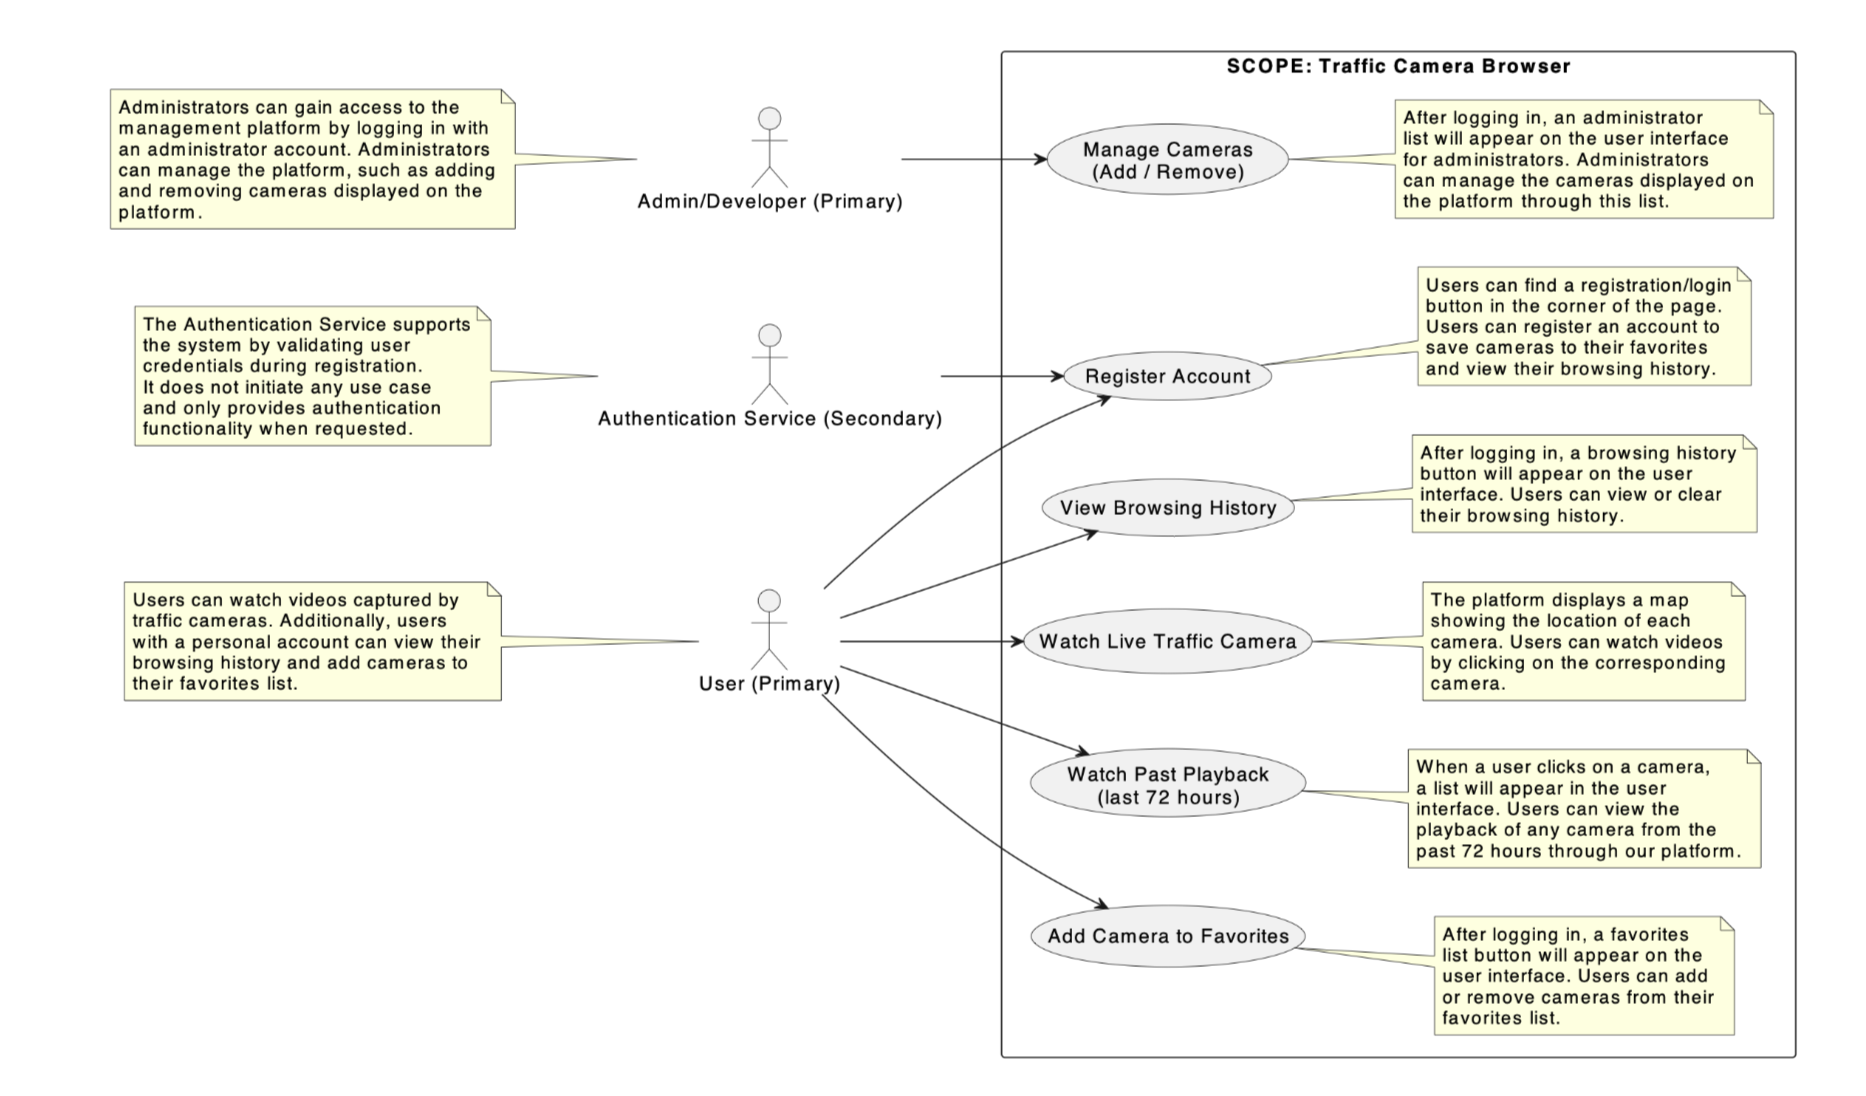 SCOPE: Traffic Camera Browser
Administrators can gain access to the
management platform by logging in with
an administrator account. Administrators
can manage the platform, such as adding
and removing cameras displayed on the
platform.
Admin/Developer (Primary)
Manage Cameras
(Add / Remove)
After logging in, an administrator
list will appear on the user interface
for administrators. Administrators
can manage the cameras displayed on
the platform through this list.
The Authentication Service supports
the system by validating user
credentials during registration.
It does not initiate any use case
and only provides authentication
functionality when requested.
Authentication Service (Secondary)
Register Account
Users can find a registration/login
button in the corner of the page.
Users can register an account to
save cameras to their favorites
and view their browsing history.
View Browsing History
After logging in, a browsing history
button will appear on the user
interface. Users can view or clear
their browsing history.
Users can watch videos captured by
traffic cameras. Additionally, users
with a personal account can view their
browsing history and add cameras to
their favorites list.
User (Primary)
Watch Live Traffic Camera
The platform displays a map
showing the location of each
camera. Users can watch videos
by clicking on the corresponding
camera.
Watch Past Playback
(last 72 hours)
When a user clicks on a camera,
a list will appear in the user
interface. Users can view the
playback of any camera from the
past 72 hours through our platform.
Add Camera to Favorites
After logging in, a favorites
list button will appear on the
user interface. Users can add
or remove cameras from their
favorites list.